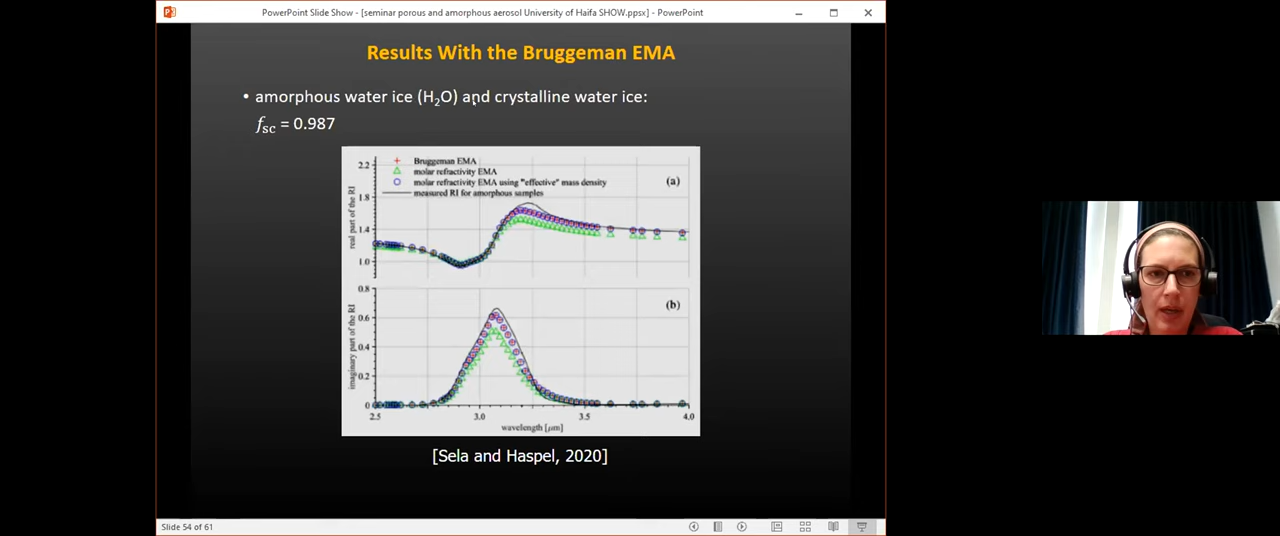 PowerPoint Slide Show - [seminar porous and amorphous aerosol University of Haifa SHOW.ppsx] - PowerPoint
Results With the Bruggeman EMA
• amorphous water ice (H₂O) and crystalline water ice:
fsc = 0.987
Bruggeman EMA
molar refractivity EMA
molar refractivity EMA using "effective" mass density
measured RI for amorphous samples
(a)
real part of the RI
2.2
1.8
1.4
1.0
(b)
imaginary part of the RI
0.8
0.6
0.4
0.2
0
2.5 3.0 3.5 4.0
wavelength [μm]
[Sela and Haspel, 2020]
Slide 54 of 61